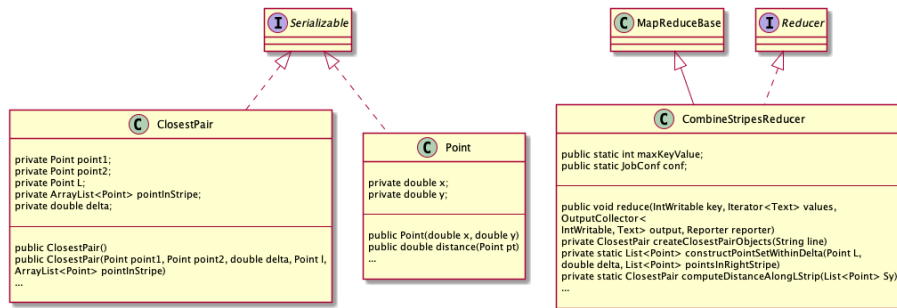 I Serializable
C MapReduceBase
I Reducer
C ClosestPair
private Point point1;
private Point point2;
private Point L;
private ArrayList<Point> pointInStripe;
private double delta;
public ClosestPair()
public ClosestPair(Point point1, Point point2, double delta, Point l,
ArrayList<Point> pointInStripe)
...
C Point
private double x;
private double y;
public Point(double x, double y)
public double distance(Point pt)
...
C CombineStripesReducer
public static int maxKeyValue;
public static JobConf conf;
public void reduce(IntWritable key, Iterator<Text> values,
OutputCollector<
IntWritable, Text> output, Reporter reporter)
private ClosestPair createClosestPairObjects(String line)
private static List<Point> constructPointSetWithinDelta(Point L,
double delta, List<Point> pointsInRightStripe)
private static ClosestPair computeDistanceAlongLStrip(List<Point> Sy)
...